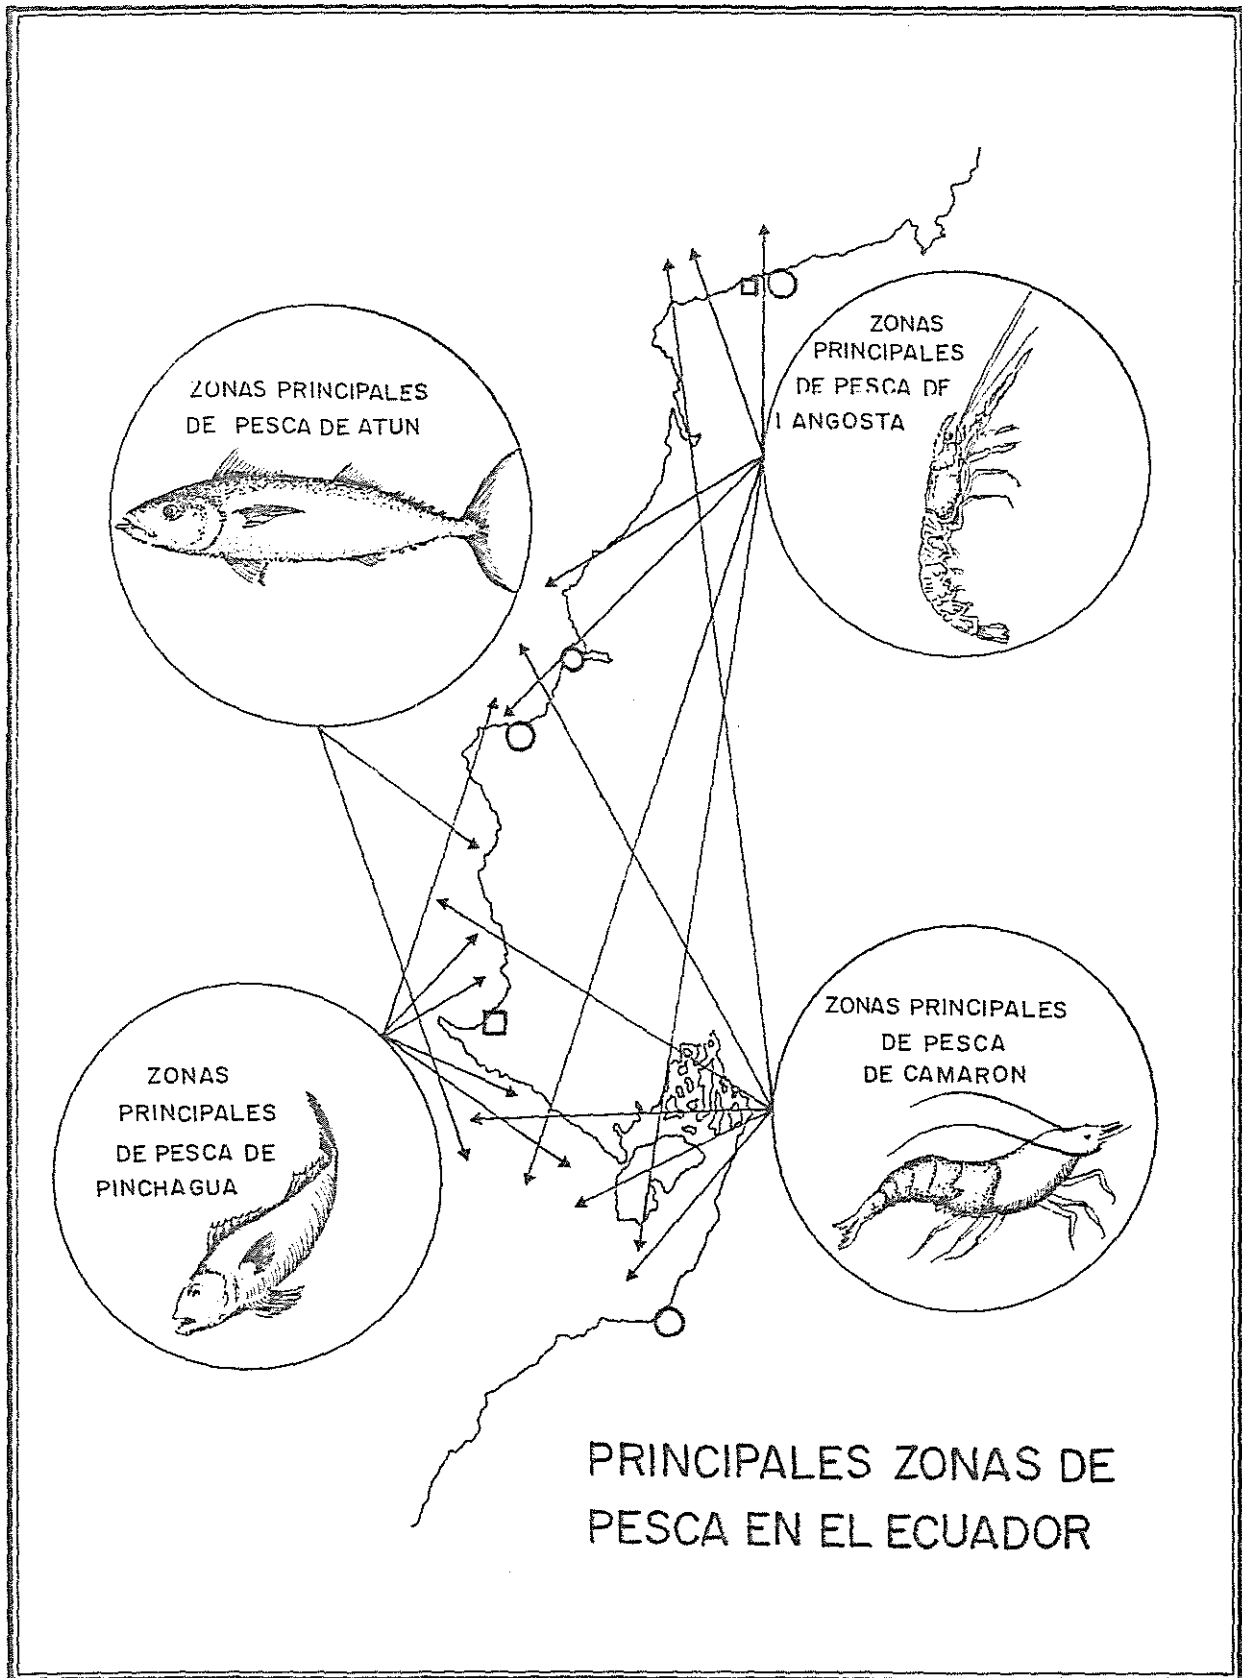 ZONAS PRINCIPALES
DE PESCA DE ATUN
ZONAS
PRINCIPALES
DE PESCA DE
LANGOSTA
ZONAS
PRINCIPALES
DE PESCA DE
PINCHAGUA
ZONAS PRINCIPALES
DE PESCA
DE CAMARON
PRINCIPALES ZONAS DE
PESCA EN EL ECUADOR